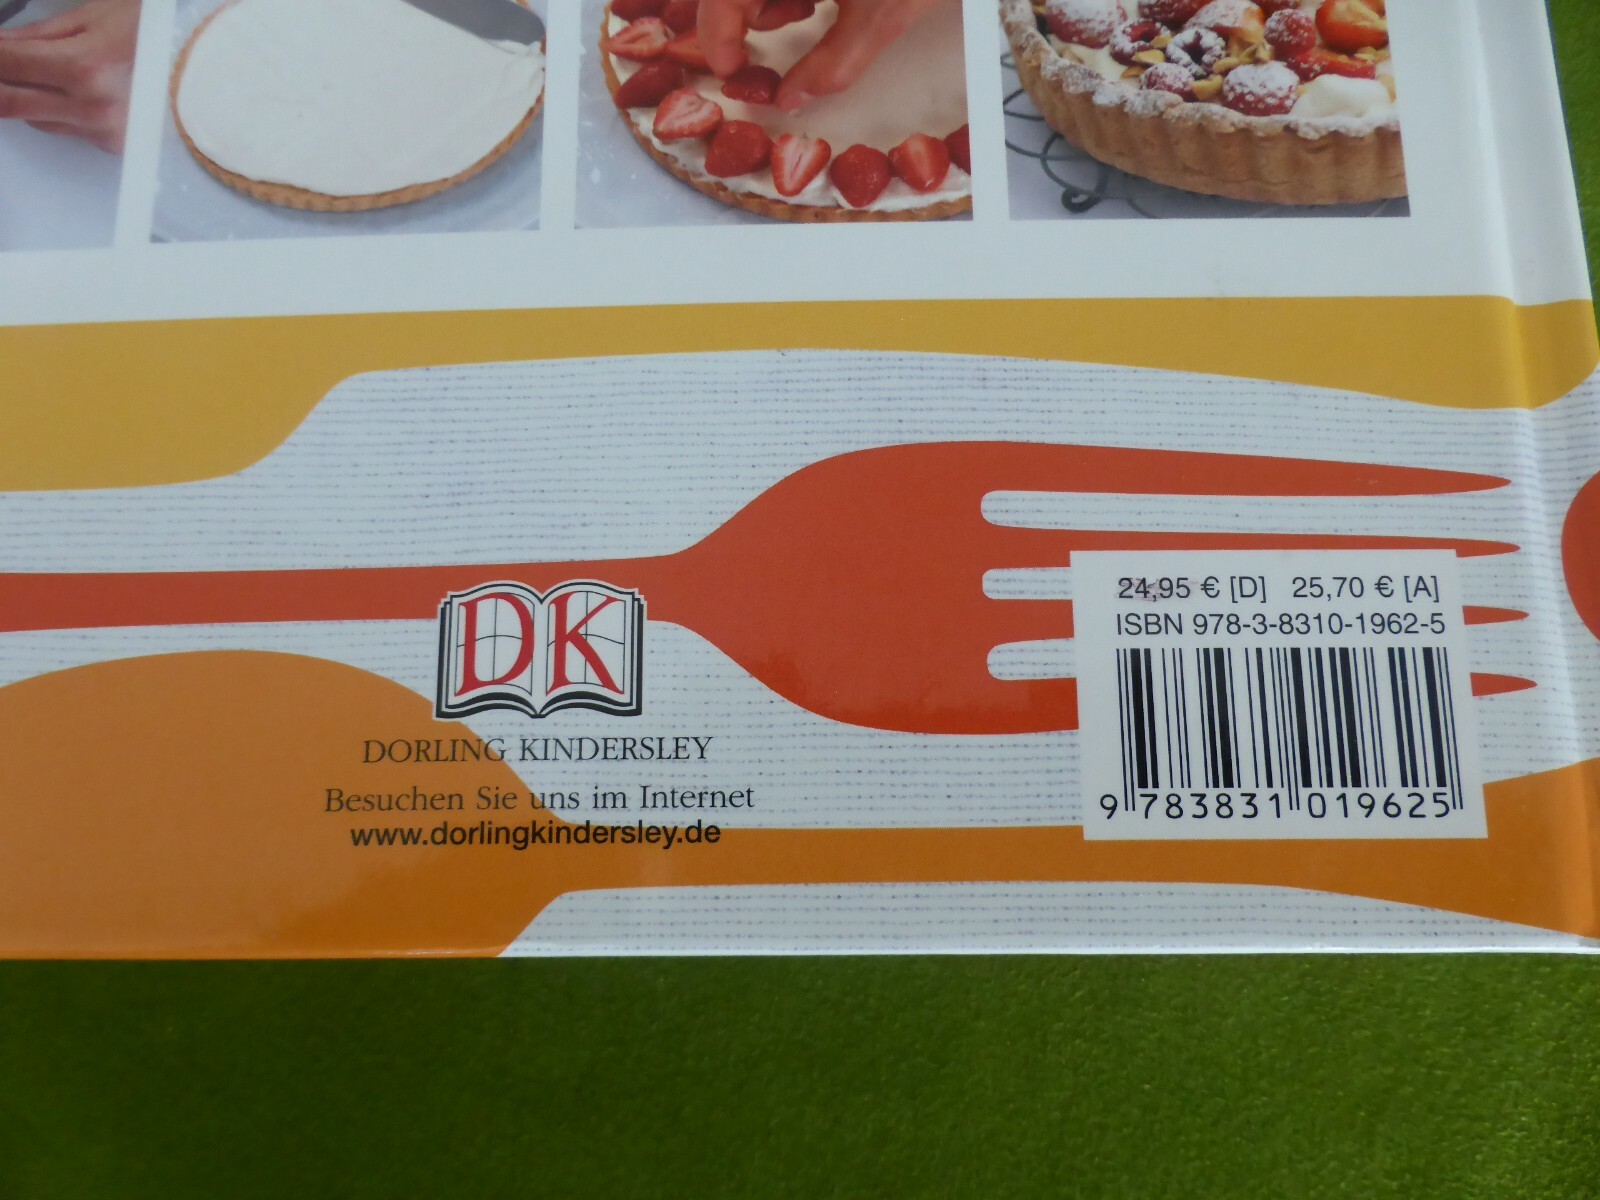 DK
DORLING KINDERSLEY
Besuchen Sie uns im Internet
www.dorlingkindersley.de
24,95 € [D] 25,70 € [A]
ISBN 978-3-8310-1962-5
9 783831 019625